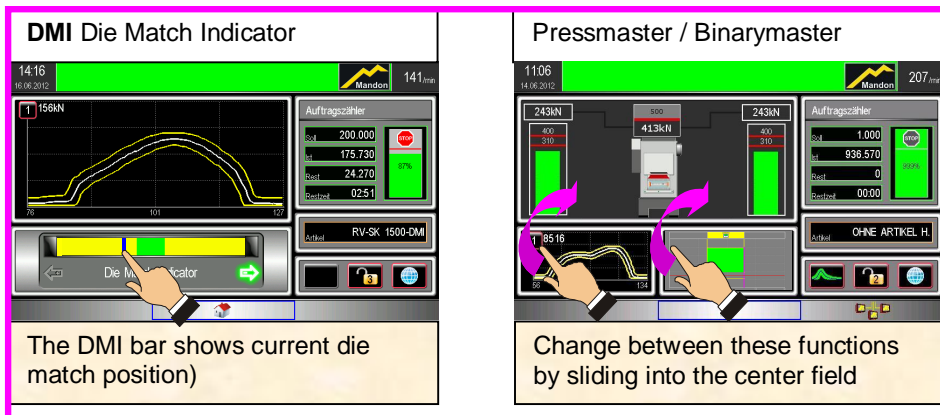 DMI Die Match Indicator
14:16
16.06.2012
Mandon
141/min
1 156kN
76 101 127
Auftragszähler
Soll 200.000
STOP
Ist 175.730
87%
Rest 24.270
Restzeit 02:51
Artikel RV-SK 1500-DMI
Die Match Indicator
3
The DMI bar shows current die
match position)
Pressmaster / Binarymaster
11:06
14.06.2012
Mandon
207/min
243kN
500
413kN
243kN
400
310
400
310
Auftragszähler
Soll 1.000
STOP
Ist 936.570
999%
Rest 0
Restzeit 00:00
1 8516
56 134
Artikel OHNE ARTIKEL H.
2
Change between these functions
by sliding into the center field